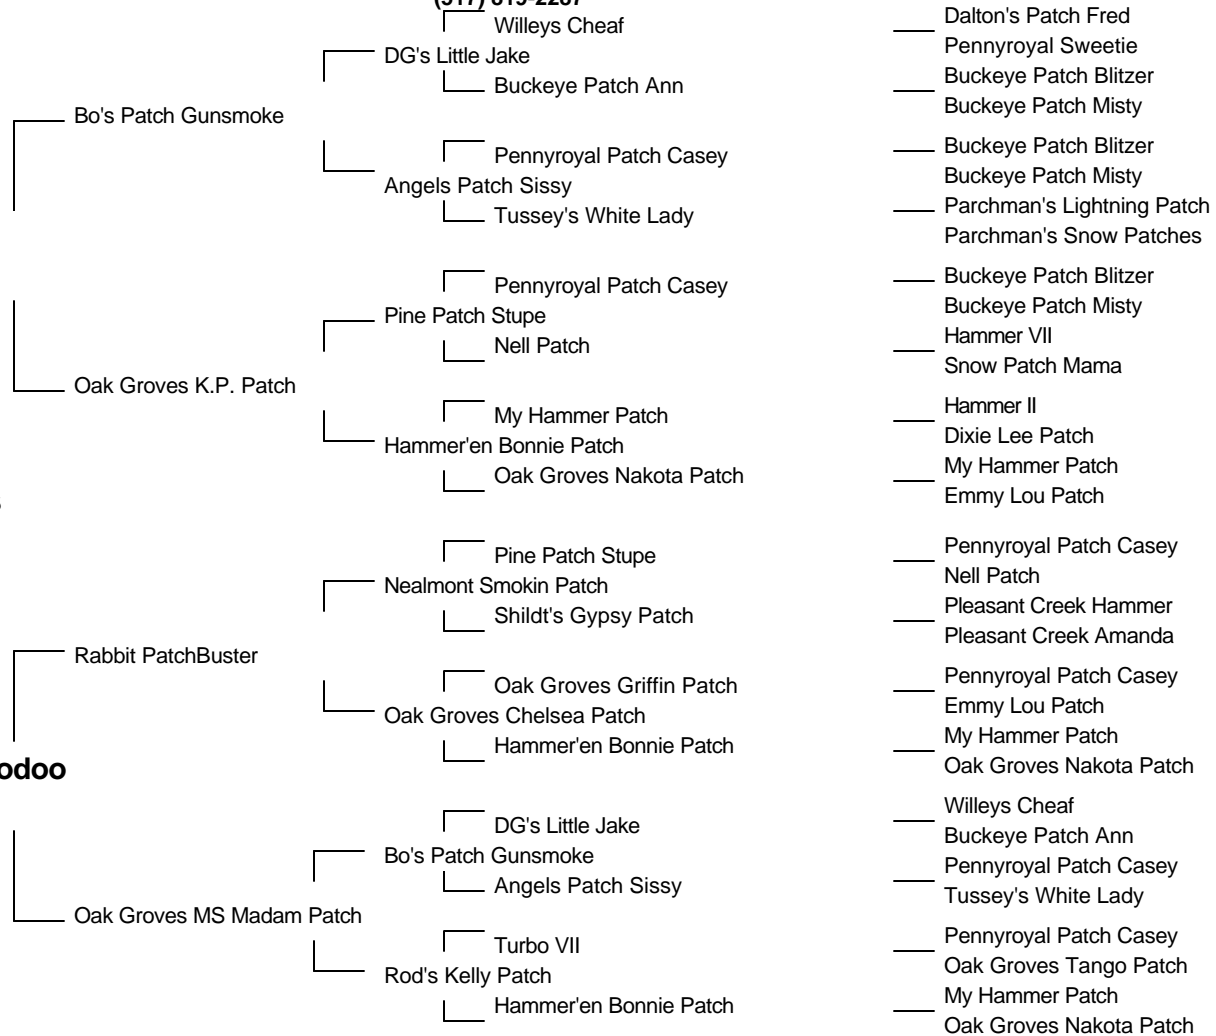 Willeys Cheaf
DG's Little Jake
Buckeye Patch Ann
Bo's Patch Gunsmoke
Pennyroyal Patch Casey
Angels Patch Sissy
Tussey's White Lady
Pennyroyal Patch Casey
Pine Patch Stupe
Nell Patch
Oak Groves K.P. Patch
My Hammer Patch
Hammer'en Bonnie Patch
Oak Groves Nakota Patch
Pine Patch Stupe
Nealmont Smokin Patch
Shildt's Gypsy Patch
Rabbit PatchBuster
Oak Groves Griffin Patch
Oak Groves Chelsea Patch
Hammer'en Bonnie Patch
odoo
DG's Little Jake
Bo's Patch Gunsmoke
Angels Patch Sissy
Oak Groves MS Madam Patch
Turbo VII
Rod's Kelly Patch
Hammer'en Bonnie Patch
Dalton's Patch Fred
Pennyroyal Sweetie
Buckeye Patch Blitzer
Buckeye Patch Misty
Buckeye Patch Blitzer
Buckeye Patch Misty
Parchman's Lightning Patch
Parchman's Snow Patches
Buckeye Patch Blitzer
Buckeye Patch Misty
Hammer VII
Snow Patch Mama
Hammer II
Dixie Lee Patch
My Hammer Patch
Emmy Lou Patch
Pennyroyal Patch Casey
Nell Patch
Pleasant Creek Hammer
Pleasant Creek Amanda
Pennyroyal Patch Casey
Emmy Lou Patch
My Hammer Patch
Oak Groves Nakota Patch
Willeys Cheaf
Buckeye Patch Ann
Pennyroyal Patch Casey
Tussey's White Lady
Pennyroyal Patch Casey
Oak Groves Tango Patch
My Hammer Patch
Oak Groves Nakota Patch